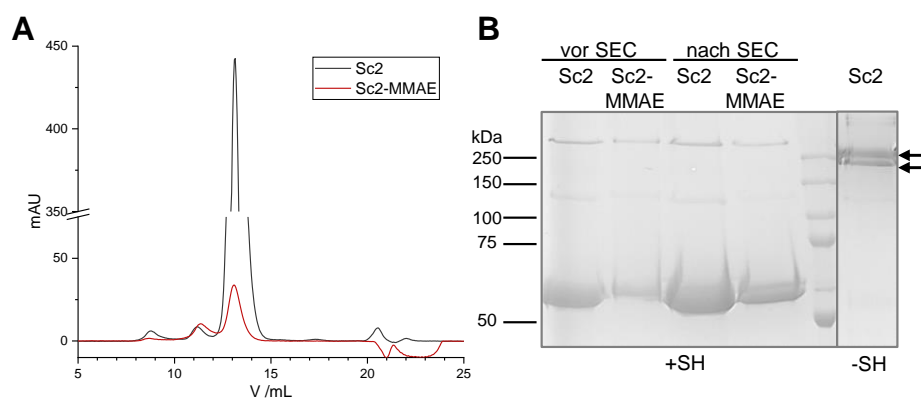 A
450
400
350
50
0
mAU
5
10
15
20
25
V /mL
Sc2
Sc2-MMAE
B
vor SEC
nach SEC
Sc2
Sc2-
MMAE
Sc2
Sc2-
MMAE
Sc2
kDa
250
150
100
75
50
+SH
-SH